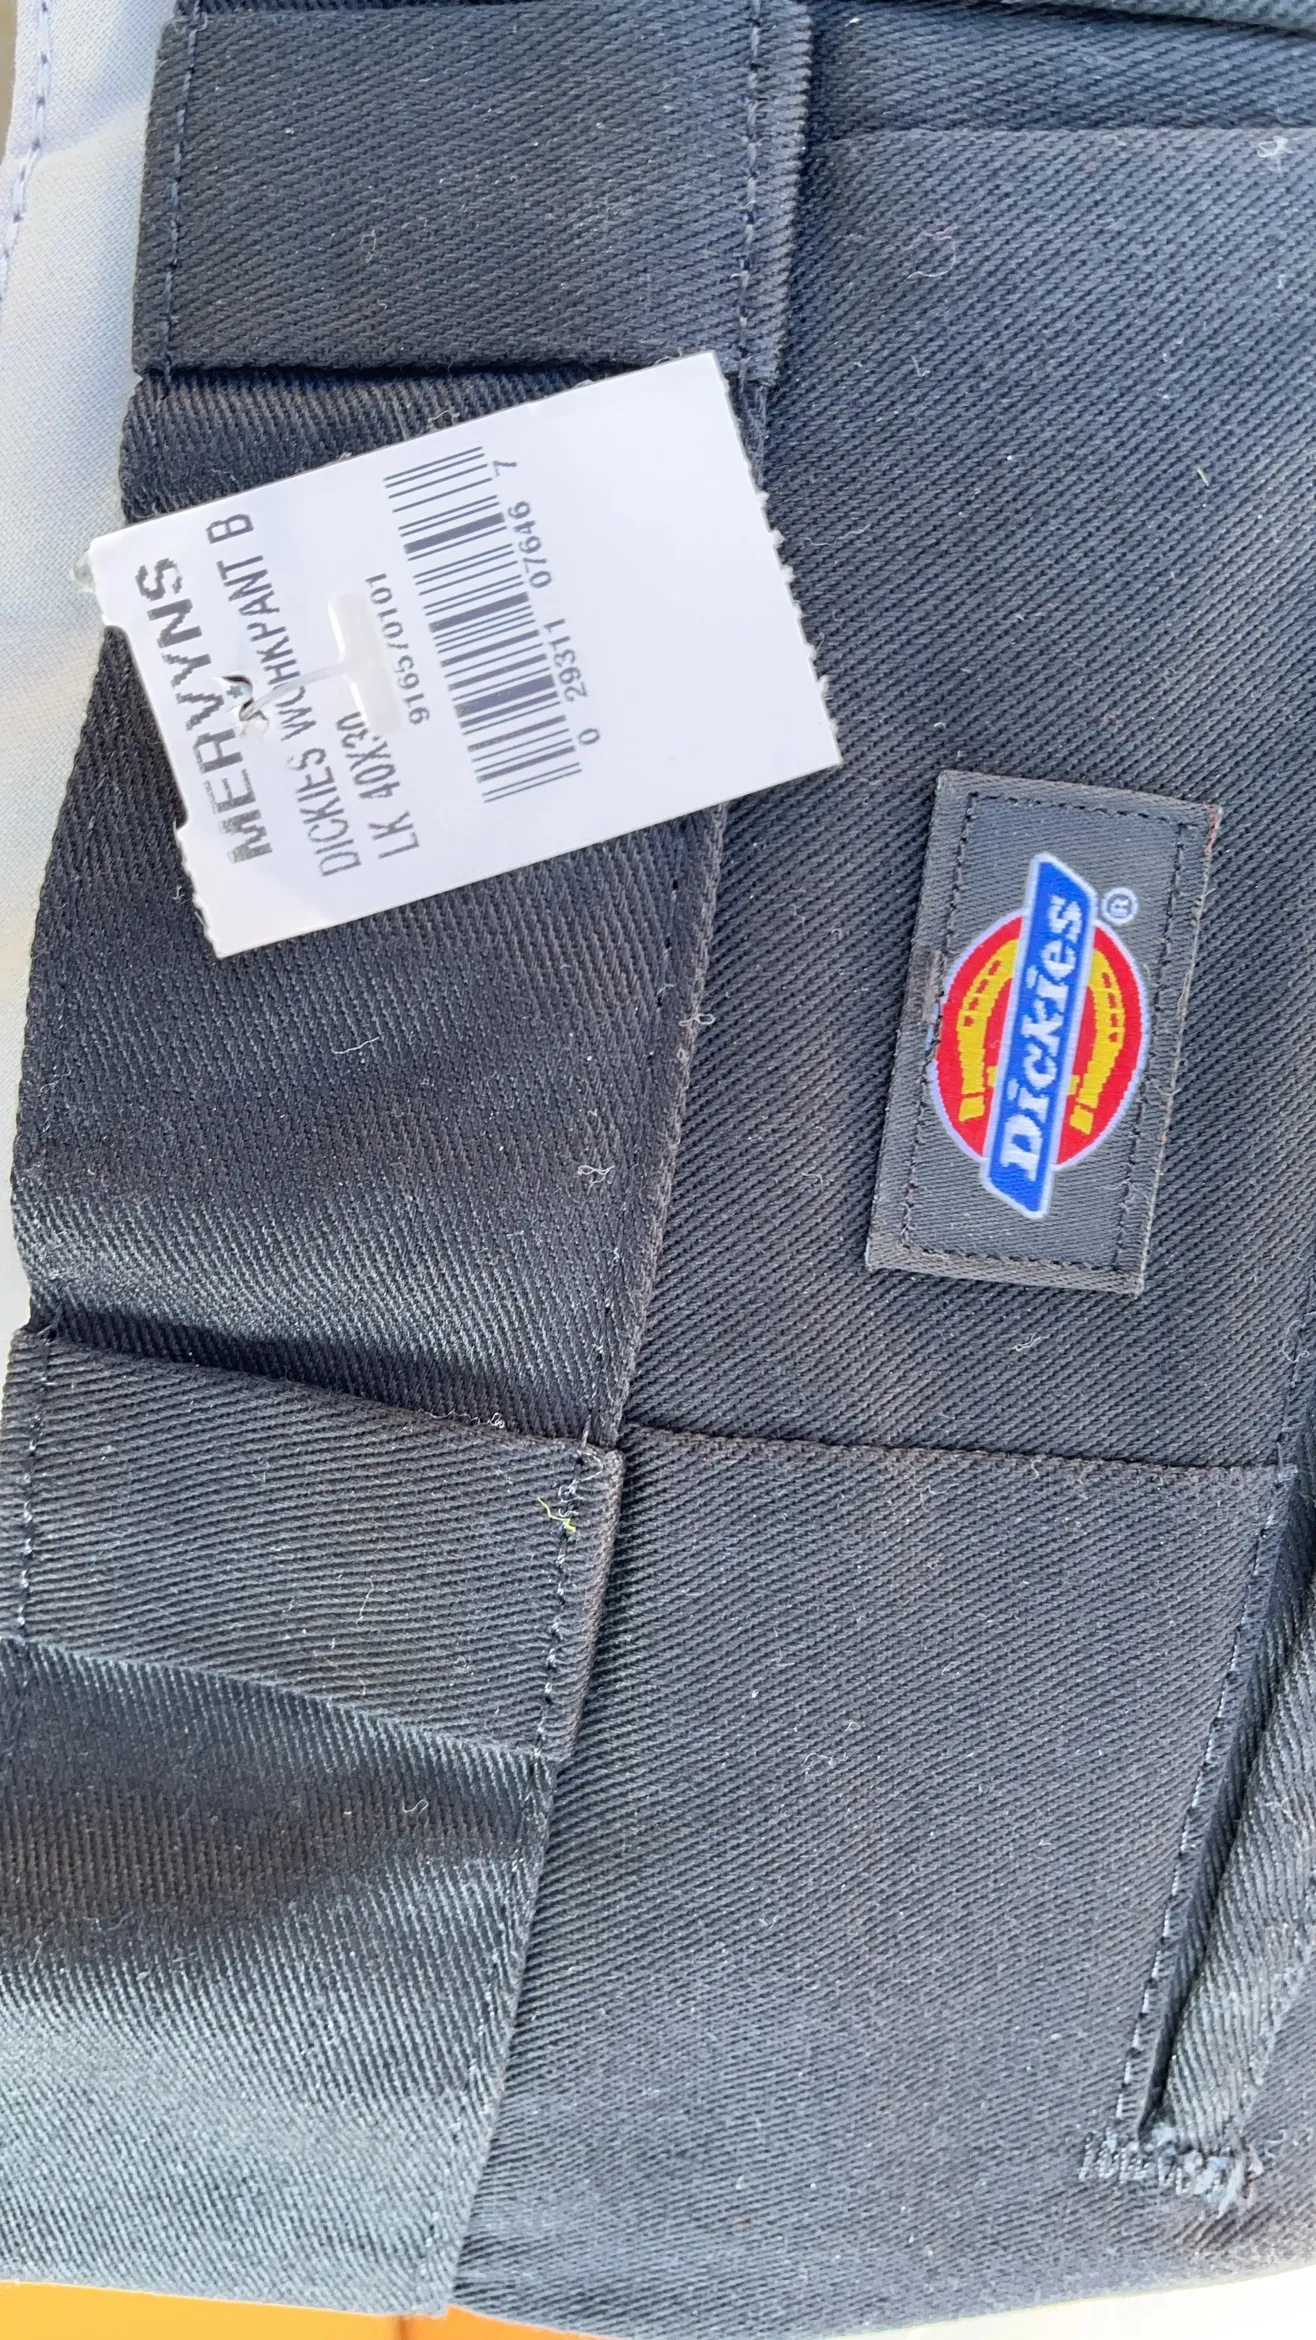 MERVYNS
DICKIES WORKPANT B
LK 40X30
9165/0101
0 29311 07646 7
Dickies®